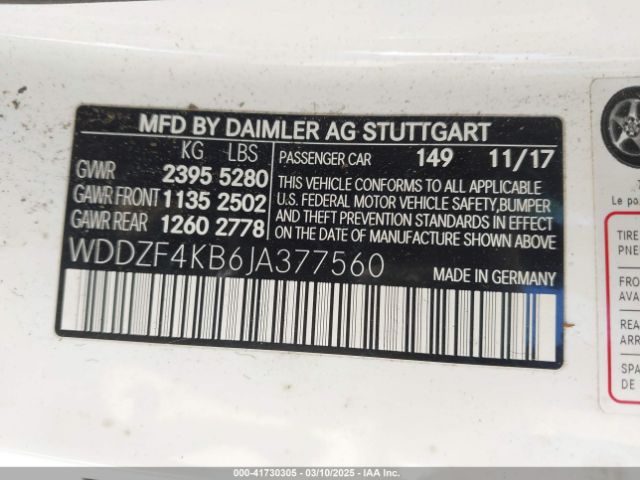 MFD BY DAIMLER AG STUTTGART
KG LBS
GVWR 2395 5280
GAWR FRONT 1135 2502
GAWR REAR 1260 2778
PASSENGER CAR 149 11/17
THIS VEHICLE CONFORMS TO ALL APPLICABLE
U.S. FEDERAL MOTOR VEHICLE SAFETY,BUMPER
AND THEFT PREVENTION STANDARDS IN EFFECT
ON THE DATE OF MANUFACTURE SHOWN ABOVE
WDDZF4KB6JA377560
MADE IN GERMANY
Le po
TIRE
PNE
FRO
AVA
REA
ARR
SPA
DE
© - 41730305 - 03/10/2025 - IAA Inc.